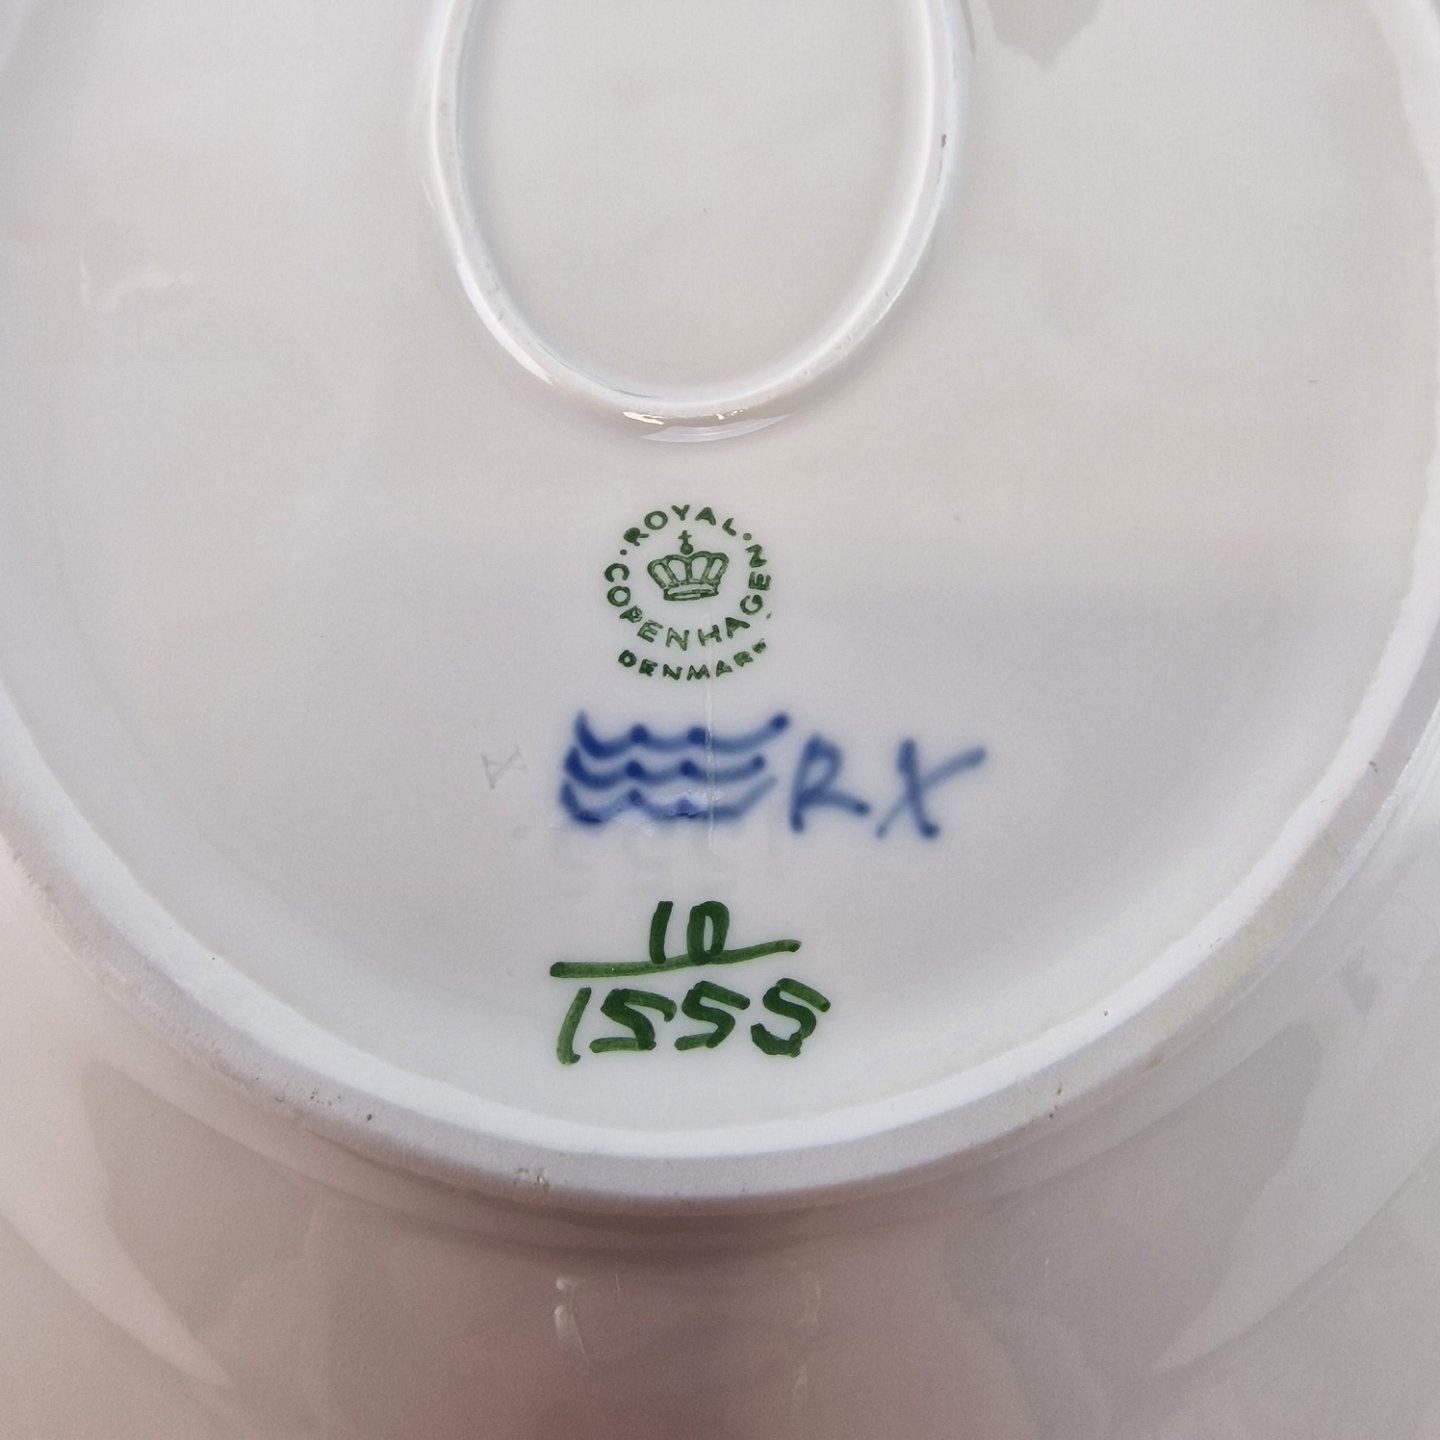 ROYAL
COPENHAGEN
DENMARK
RX
10
1555